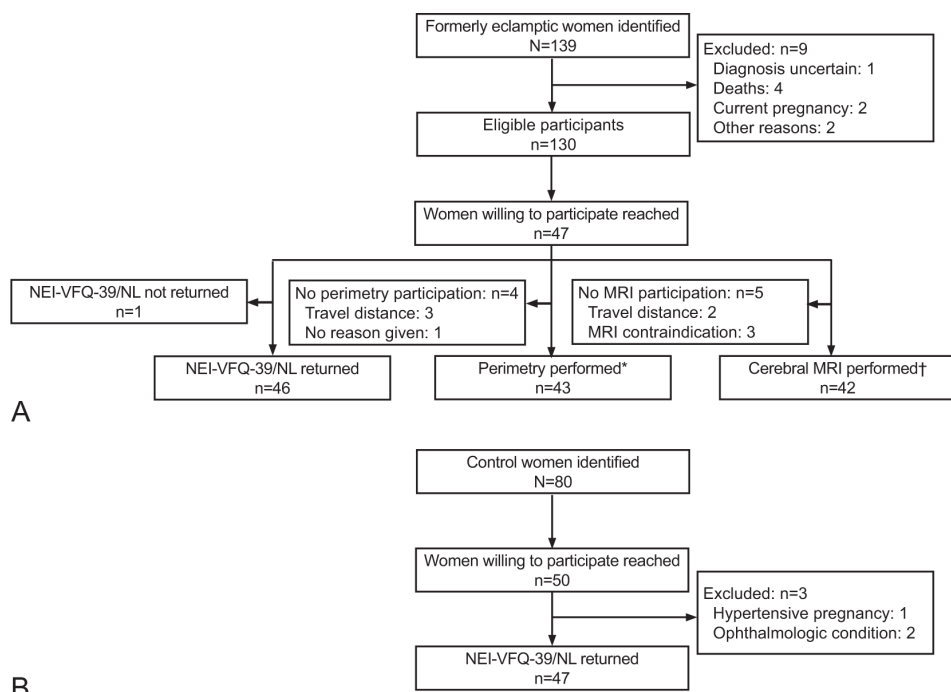 Formerly eclamptic women identified
N=139
Excluded: n=9
Diagnosis uncertain: 1
Deaths: 4
Current pregnancy: 2
Other reasons: 2
Eligible participants
n=130
Women willing to participate reached
n=47
NEI-VFQ-39/NL not returned
n=1
No perimetry participation: n=4
Travel distance: 3
No reason given: 1
No MRI participation: n=5
Travel distance: 2
MRI contraindication: 3
NEI-VFQ-39/NL returned
n=46
Perimetry performed*
n=43
Cerebral MRI performed†
n=42
A
Control women identified
N=80
Women willing to participate reached
n=50
Excluded: n=3
Hypertensive pregnancy: 1
Ophthalmologic condition: 2
NEI-VFQ-39/NL returned
n=47
B